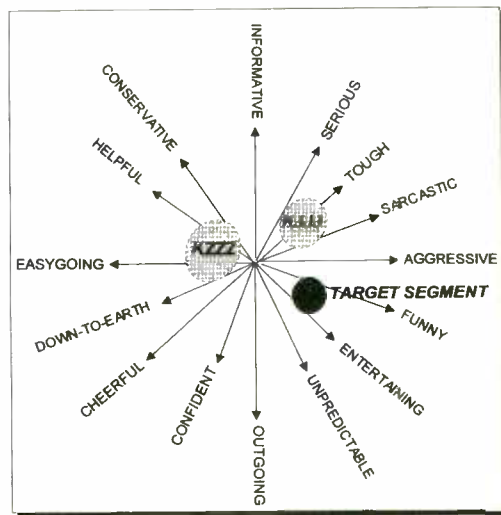 INFORMATIVE
CONSERVATIVE
SERIOUS
HELPFUL
TOUGH
SARCASTIC
KZZZ
EASYGOING
AGGRESSIVE
TARGET SEGMENT
DOWN-TO-EARTH
FUNNY
CHEERFUL
ENTERTAINING
CONFIDENT
UNPREDICTABLE
OUTGOING